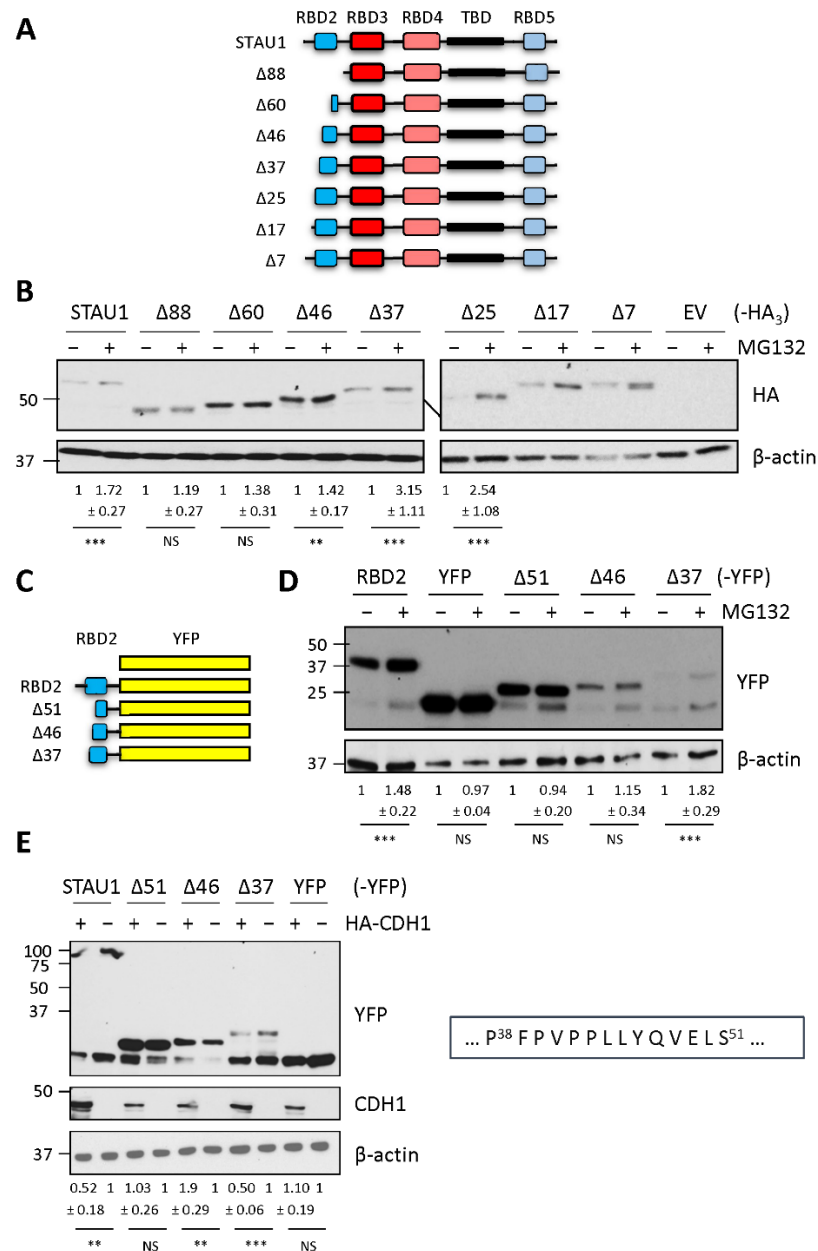 A
RBD2 RBD3 RBD4 TBD RBD5
STAU1
Δ88
Δ60
Δ46
Δ37
Δ25
Δ17
Δ7
B
STAU1 Δ88 Δ60 Δ46 Δ37 Δ25 Δ17 Δ7 EV (-HA3)
– + – + – + – + – + – + – + – + – + MG132
50 HA
37 β-actin
1 1.72 1 1.19 1 1.38 1 1.42 1 3.15 1 2.54
± 0.27 ± 0.27 ± 0.31 ± 0.17 ± 1.11 ± 1.08
*** NS NS ** *** ***
C
RBD2 YFP
RBD2
Δ51
Δ46
Δ37
D
RBD2 YFP Δ51 Δ46 Δ37 (-YFP)
– + – + – + – + – + MG132
50
37
25
YFP
37 β-actin
1 1.48 1 0.97 1 0.94 1 1.15 1 1.82
± 0.22 ± 0.04 ± 0.20 ± 0.34 ± 0.29
*** NS NS NS ***
E
STAU1 Δ51 Δ46 Δ37 YFP (-YFP)
+ – + – + – + – + – HA-CDH1
100
75
50
37
YFP
... P38 F P V P P L L Y Q V E L S51 ...
50 CDH1
37 β-actin
0.52 1 1.03 1 1.9 1 0.50 1 1.10 1
± 0.18 ± 0.26 ± 0.29 ± 0.06 ± 0.19
** NS ** *** NS